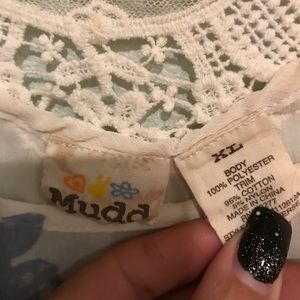 Mudd
XL
BODY
100% POLYESTER
TRIM
95% COTTON
5% NYLON
MADE IN CHINA